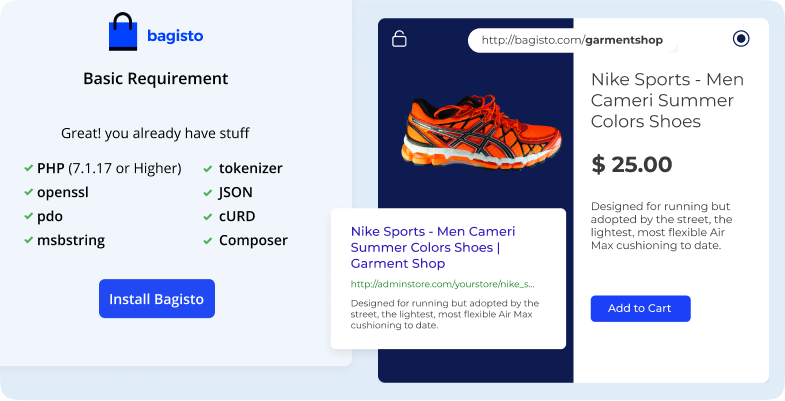 bagisto
Basic Requirement
Great! you already have stuff
PHP (7.1.17 or Higher)
openssl
pdo
msbstring
tokenizer
JSON
cURD
Composer
Install Bagisto
http://bagisto.com/garmentshop
Nike Sports - Men
Cameri Summer
Colors Shoes
$ 25.00
Designed for running but
adopted by the street, the
lightest, most flexible Air
Max cushioning to date.
Add to Cart
Nike Sports - Men Cameri
Summer Colors Shoes |
Garment Shop
http://adminstore.com/yourstore/nike_s...
Designed for running but adopted by the
street, the lightest, most flexible Air Max
cushioning to date.